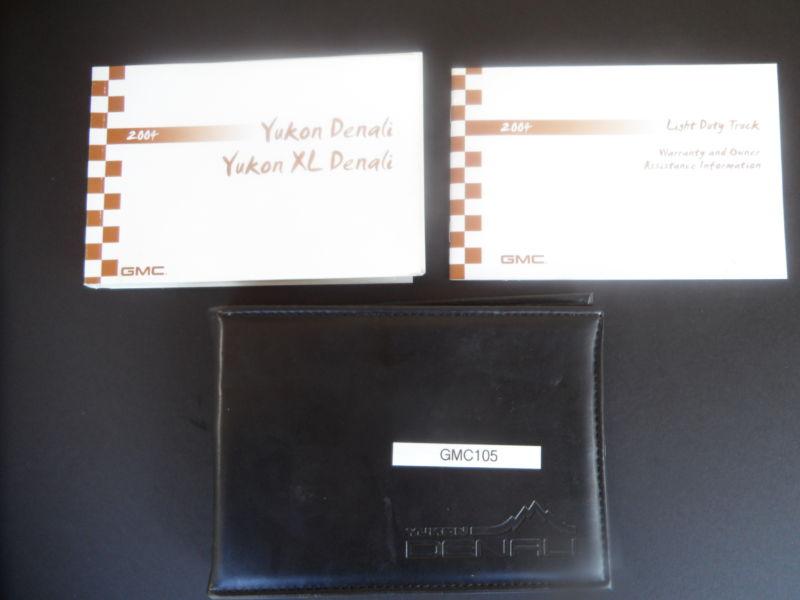 2004
Yukon Denali
Yukon XL Denali
GMC
2004
Light Duty Truck
Warranty and Owner
Assistance Information
GMC
GMC105
YUKON
DENALI